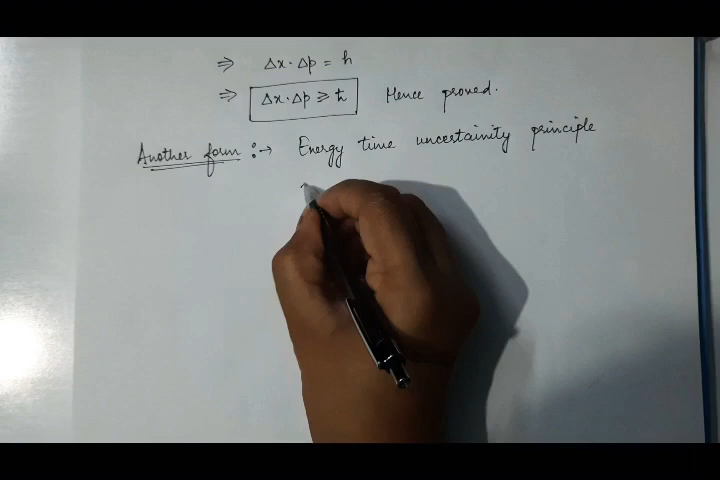 ⇒ Δx·Δp = h
⇒ Δx·Δp ≥ ħ Hence proved.
Another form :→ Energy time uncertainity principle